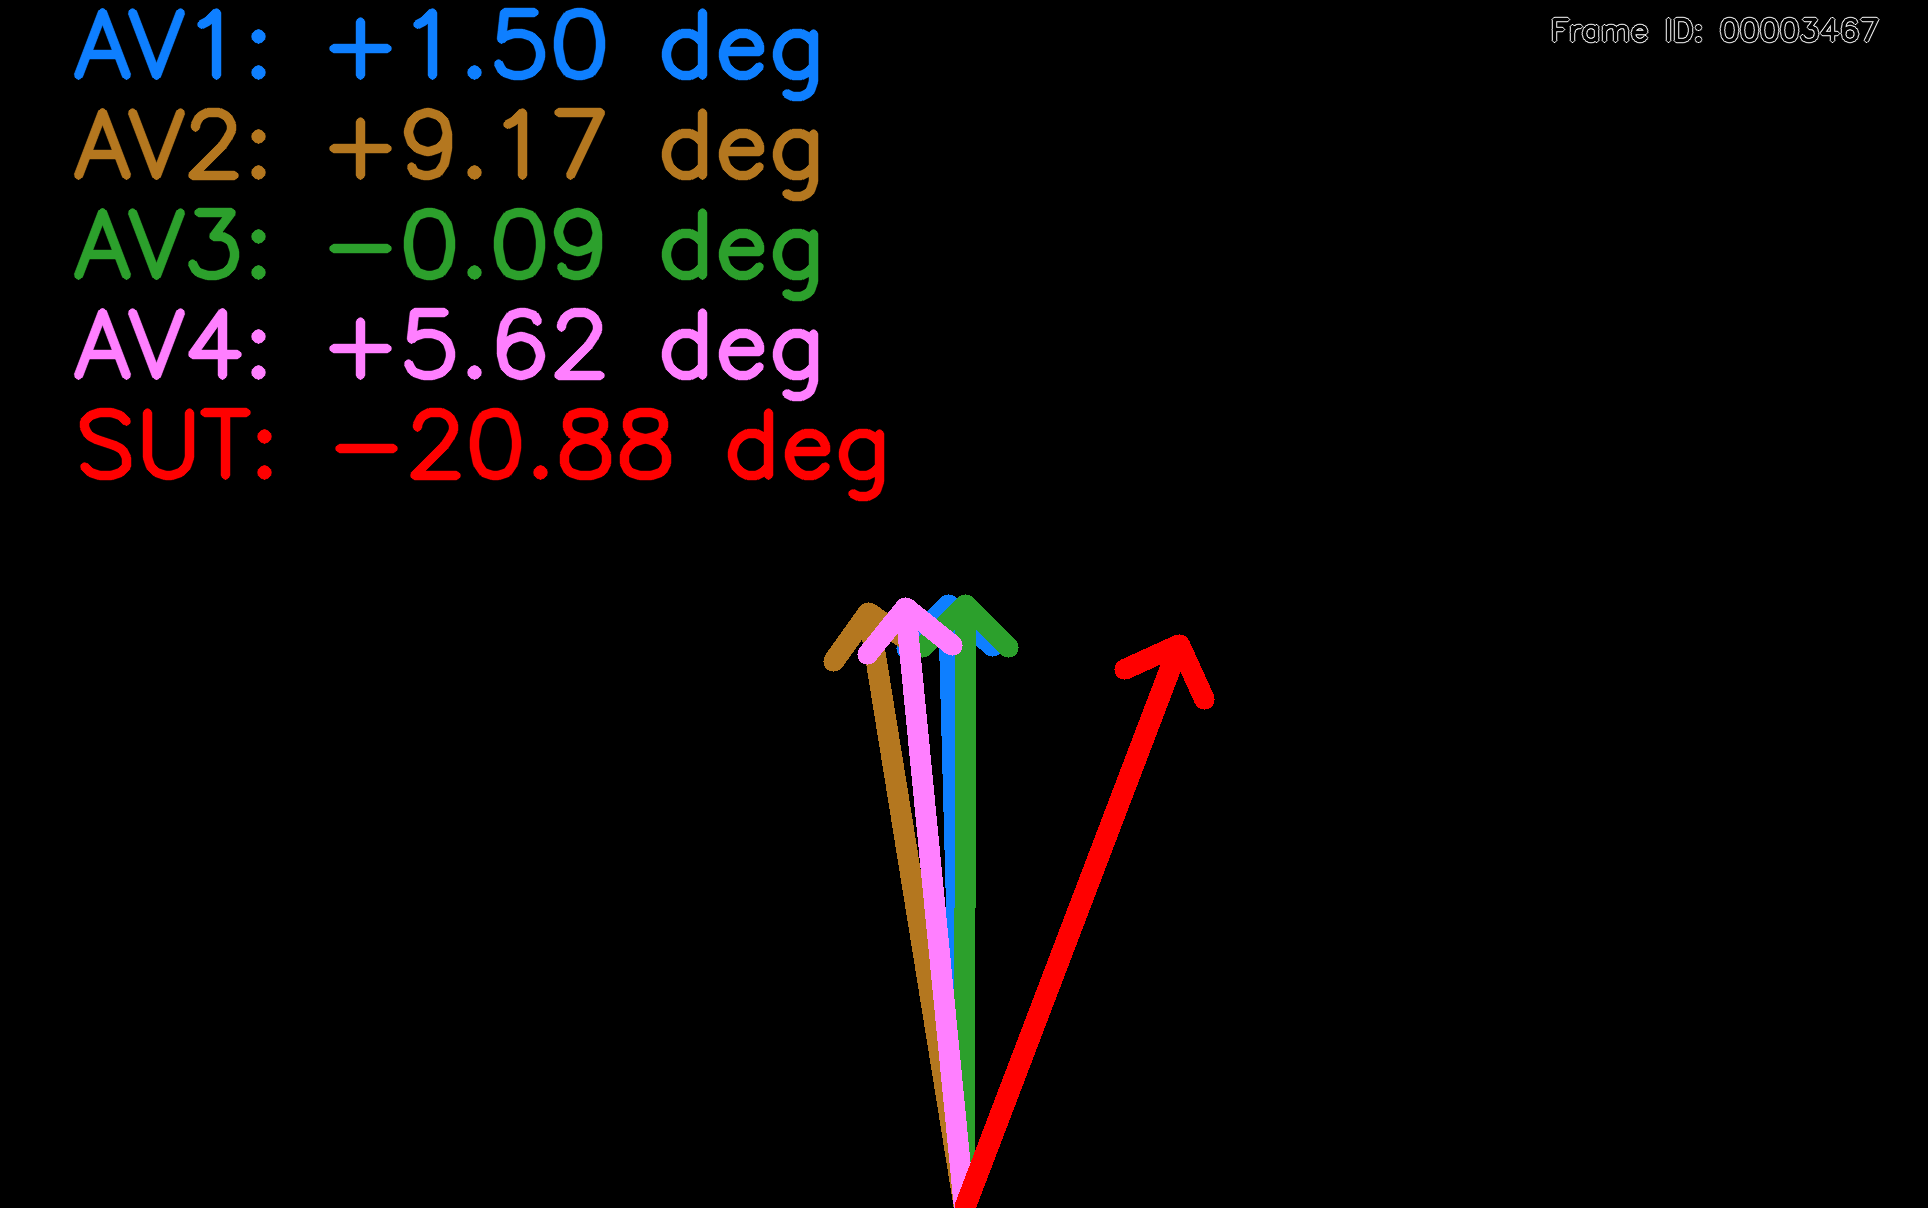 AV1: +1.50 deg
Frame ID: 00003467
AV2: +9.17 deg
AV3: -0.09 deg
AV4: +5.62 deg
SUT: -20.88 deg